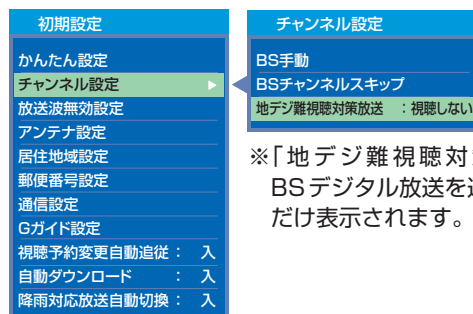 初期設定
かんたん設定
チャンネル設定
放送波無効設定
アンテナ設定
居住地域設定
郵便番号設定
通信設定
Gガイド設定
視聴予約変更自動追従： 入
自動ダウンロード ： 入
降雨対応放送自動切換： 入
チャンネル設定
BS手動
BSチャンネルスキップ
地デジ難視聴対策放送 ：視聴しない
※「地デジ難視聴対
BSデジタル放送を
だけ表示されます。